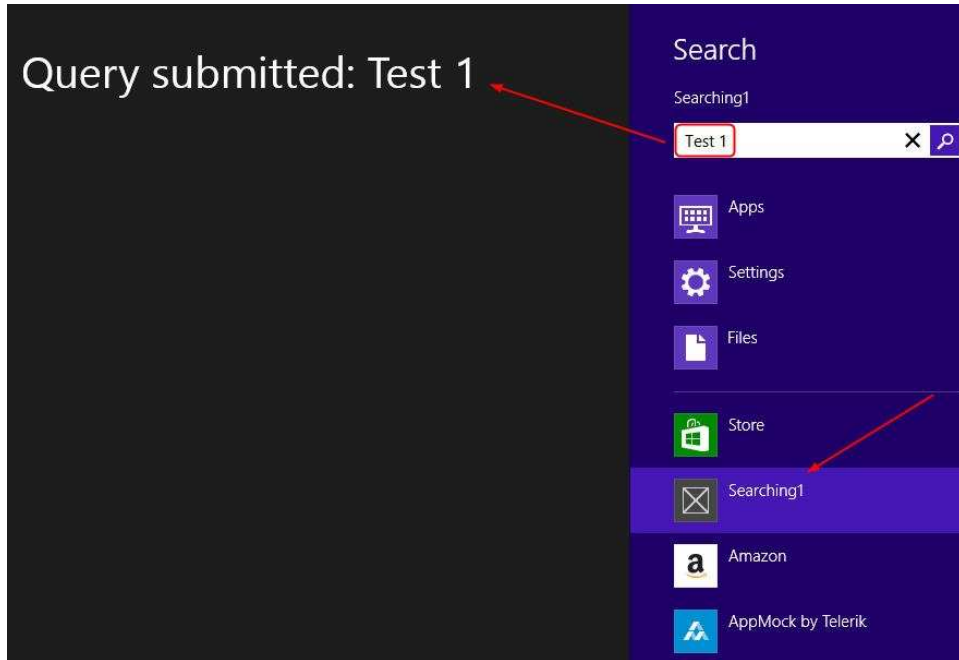 Query submitted: Test 1
Search
Searching1
Test 1
Apps
Settings
Files
Store
Searching1
Amazon
AppMock by Telerik